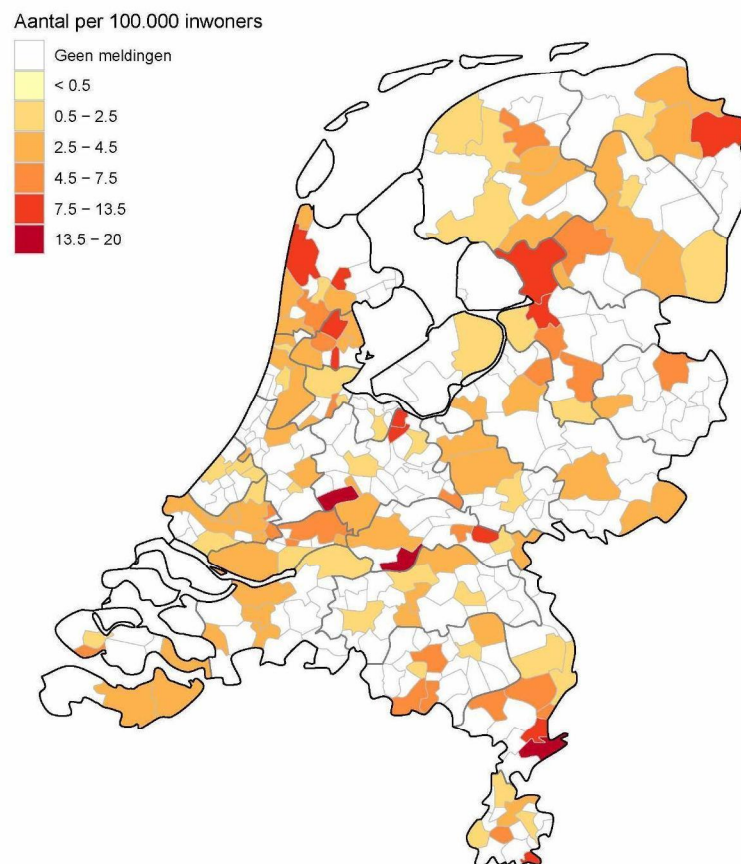 Aantal per 100.000 inwoners
Geen meldingen
< 0.5
0.5 – 2.5
2.5 – 4.5
4.5 – 7.5
7.5 – 13.5
13.5 – 20